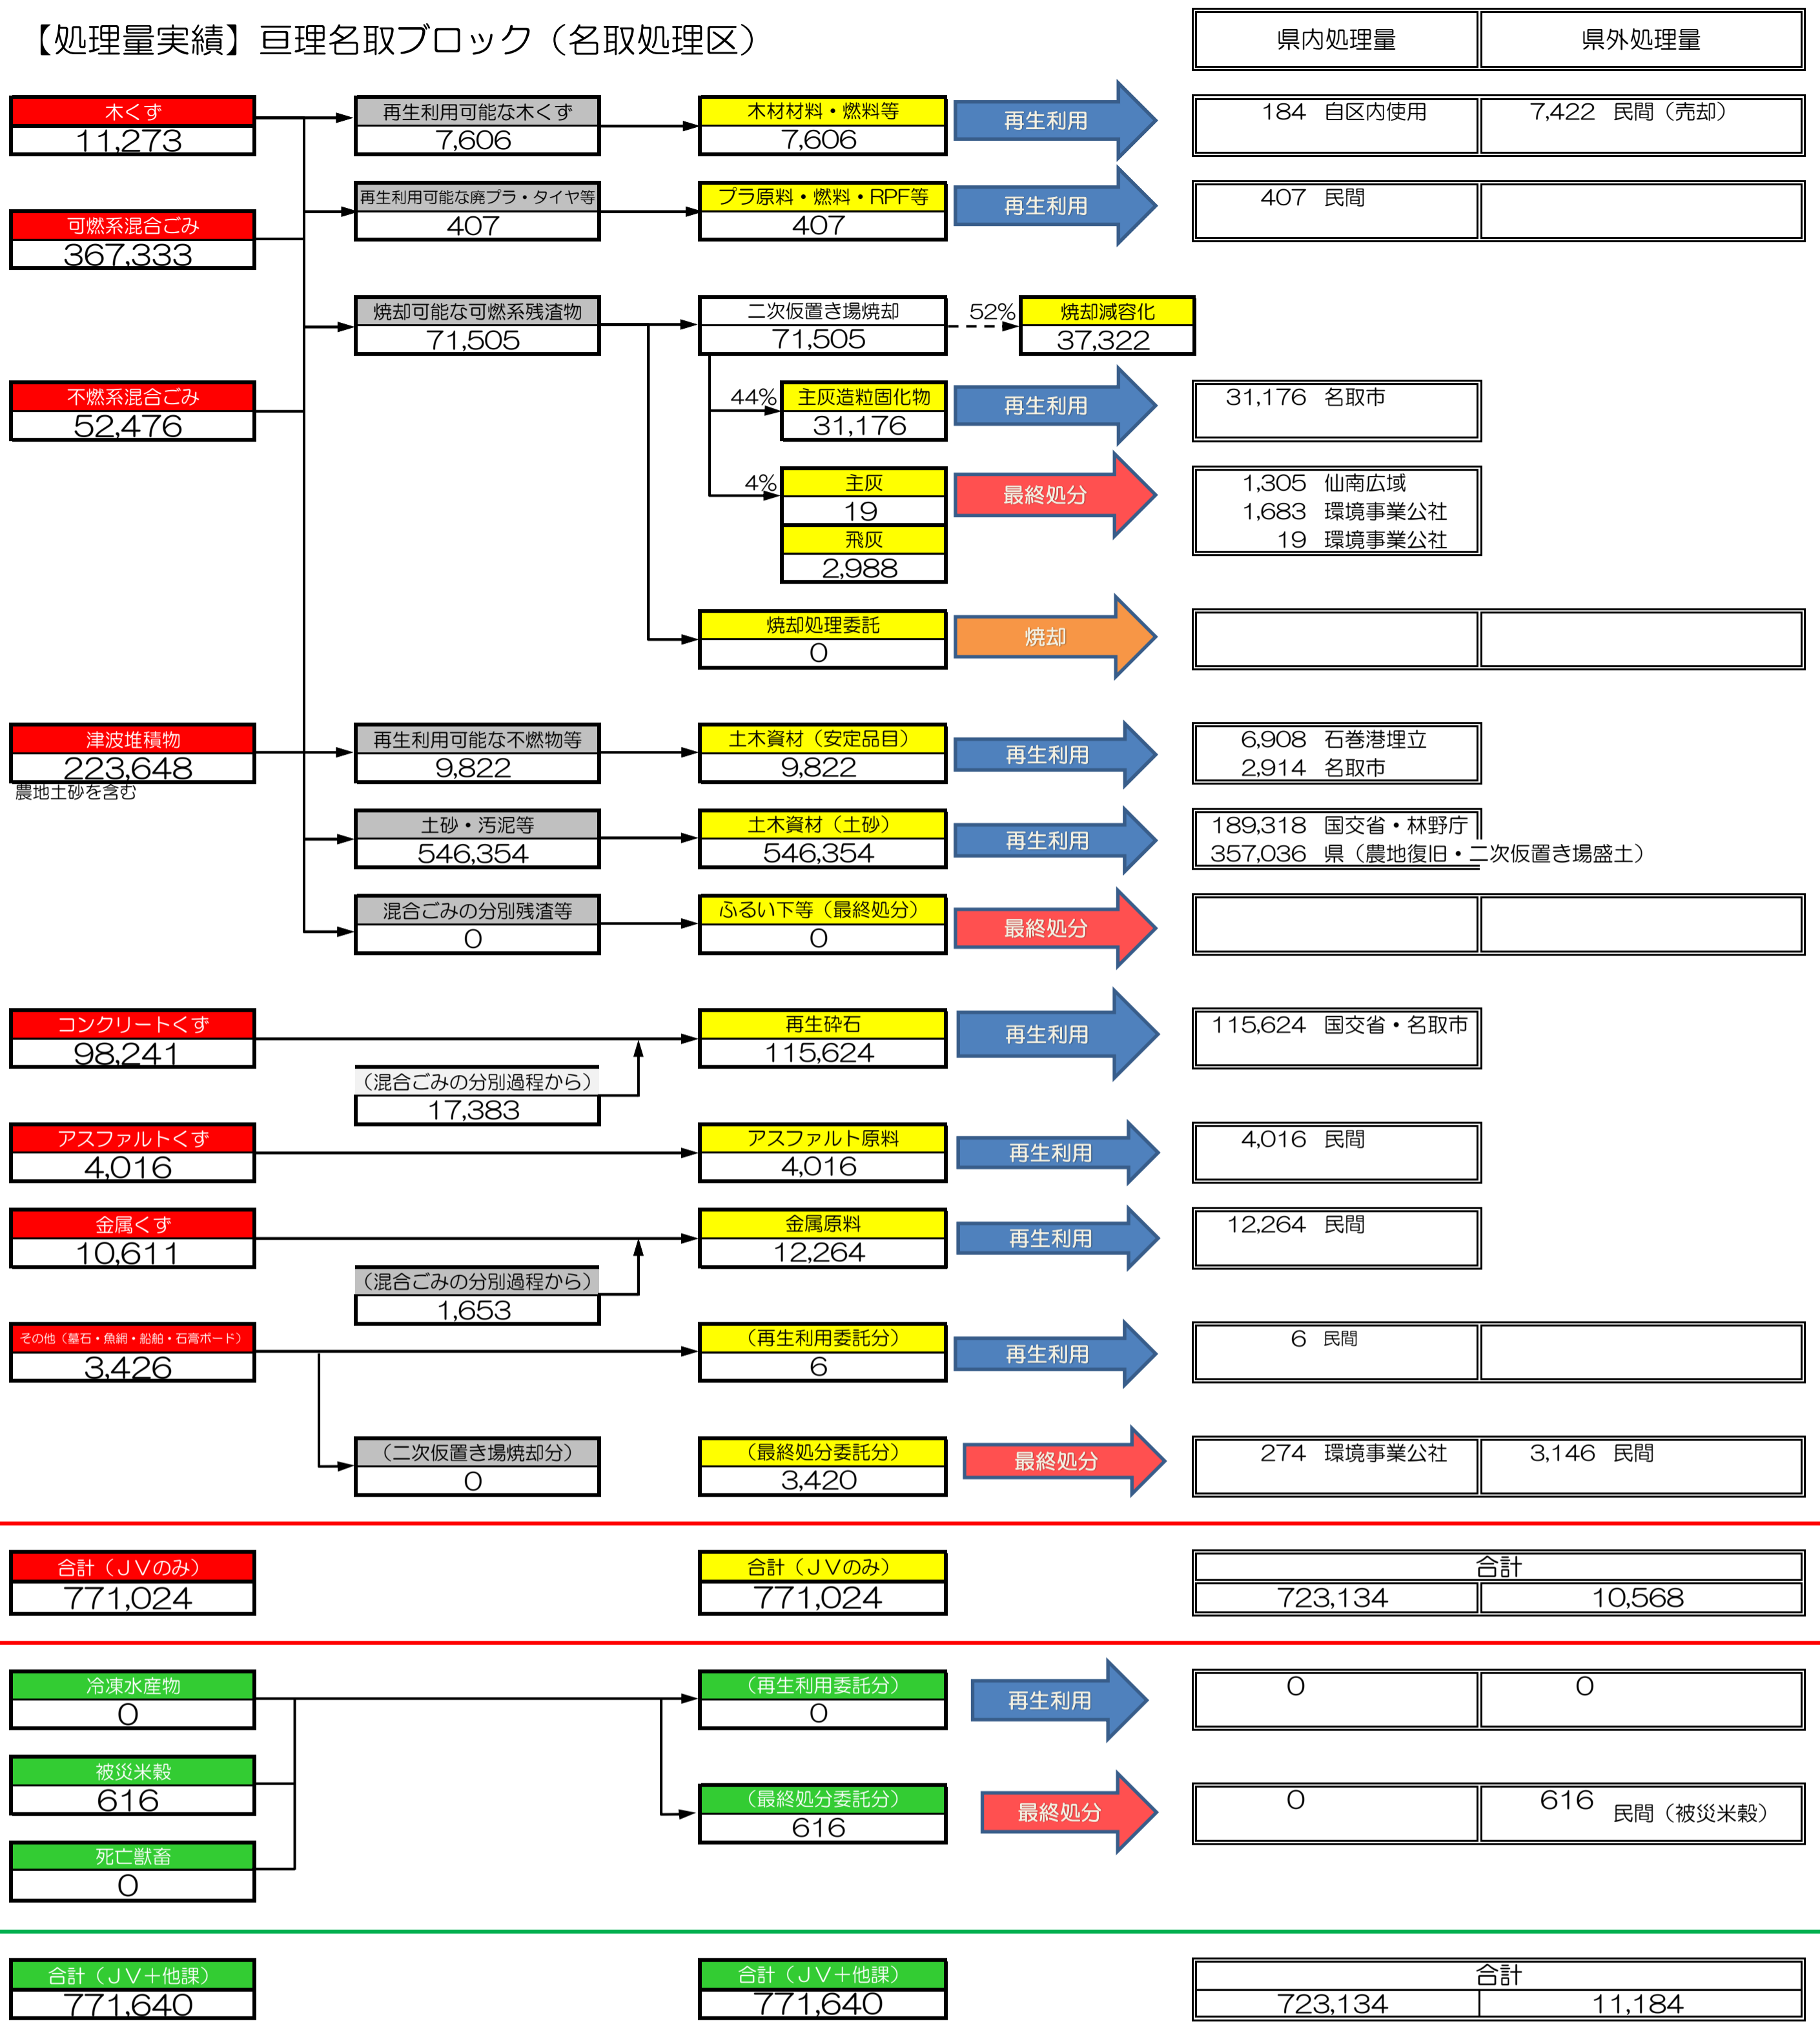 【処理量実績】亘理名取ブロック（名取処理区）
県内処理量 県外処理量
木くず
11,273
再生利用可能な木くず
7,606
木材材料・燃料等
7,606
再生利用
184 自区内使用
7,422 民間（売却）
可燃系混合ごみ
367,333
再生利用可能な廃プラ・タイヤ等
407
プラ原料・燃料・RPF等
407
再生利用
407 民間
焼却可能な可燃系残渣物
71,505
二次仮置き場焼却
71,505
52%
焼却減容化
37,322
不燃系混合ごみ
52,476
44%
主灰造粒固化物
31,176
再生利用
31,176 名取市
4%
主灰
19
飛灰
2,988
最終処分
1,305 仙南広域
1,683 環境事業公社
19 環境事業公社
焼却処理委託
0
焼却
津波堆積物
223,648
農地土砂を含む
再生利用可能な不燃物等
9,822
土木資材（安定品目）
9,822
再生利用
6,908 石巻港埋立
2,914 名取市
土砂・汚泥等
546,354
土木資材（土砂）
546,354
再生利用
189,318 国交省・林野庁
357,036 県（農地復旧・二次仮置き場盛土）
混合ごみの分別残渣等
0
ふるい下等（最終処分）
0
最終処分
コンクリートくず
98,241
（混合ごみの分別過程から）
17,383
再生砕石
115,624
再生利用
115,624 国交省・名取市
アスファルトくず
4,016
アスファルト原料
4,016
再生利用
4,016 民間
金属くず
10,611
（混合ごみの分別過程から）
1,653
金属原料
12,264
再生利用
12,264 民間
その他（墓石・魚網・船舶・石膏ボード）
3,426
（再生利用委託分）
6
再生利用
6 民間
（二次仮置き場焼却分）
0
（最終処分委託分）
3,420
最終処分
274 環境事業公社
3,146 民間
合計（ＪＶのみ）
771,024
合計（ＪＶのみ）
771,024
合計
723,134 10,568
冷凍水産物
0
（再生利用委託分）
0
再生利用
0 0
被災米穀
616
（最終処分委託分）
616
最終処分
0
616 民間（被災米穀）
死亡獣畜
0
合計（ＪＶ＋他課）
771,640
合計（ＪＶ＋他課）
771,640
合計
723,134 11,184